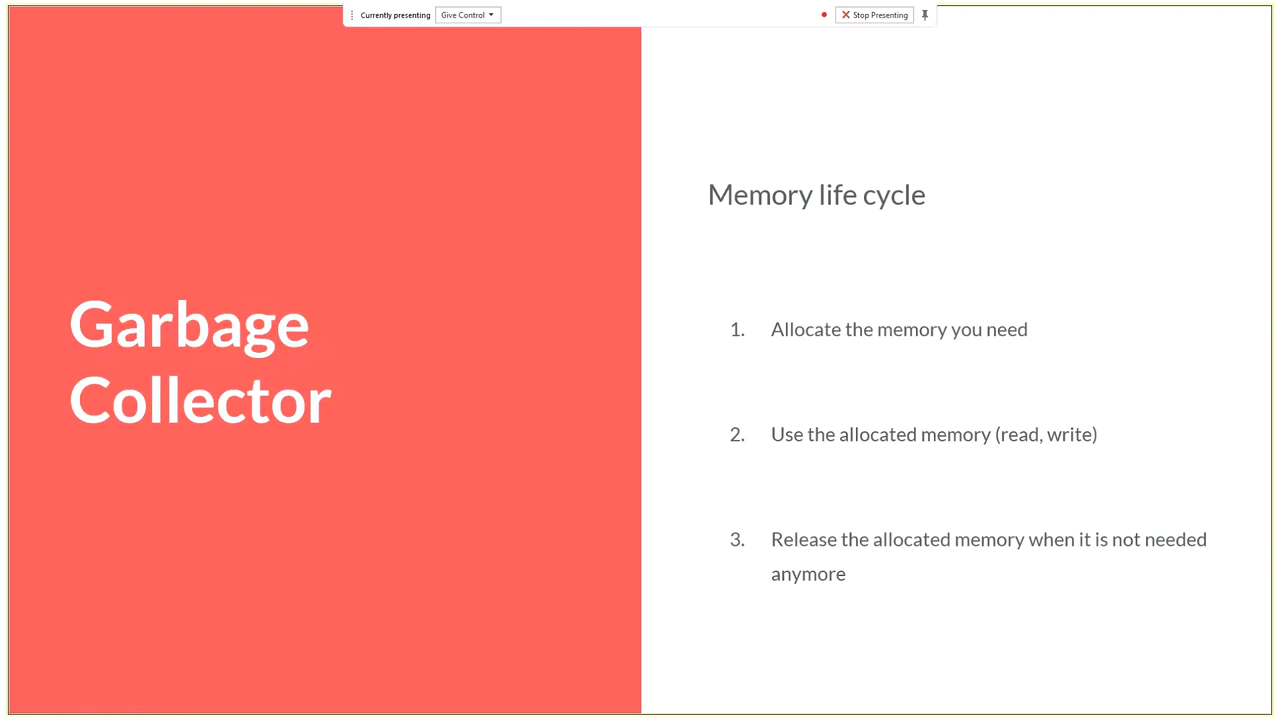 Currently presenting Give Control Stop Presenting
Garbage
Collector
Memory life cycle
1. Allocate the memory you need
2. Use the allocated memory (read, write)
3. Release the allocated memory when it is not needed
anymore